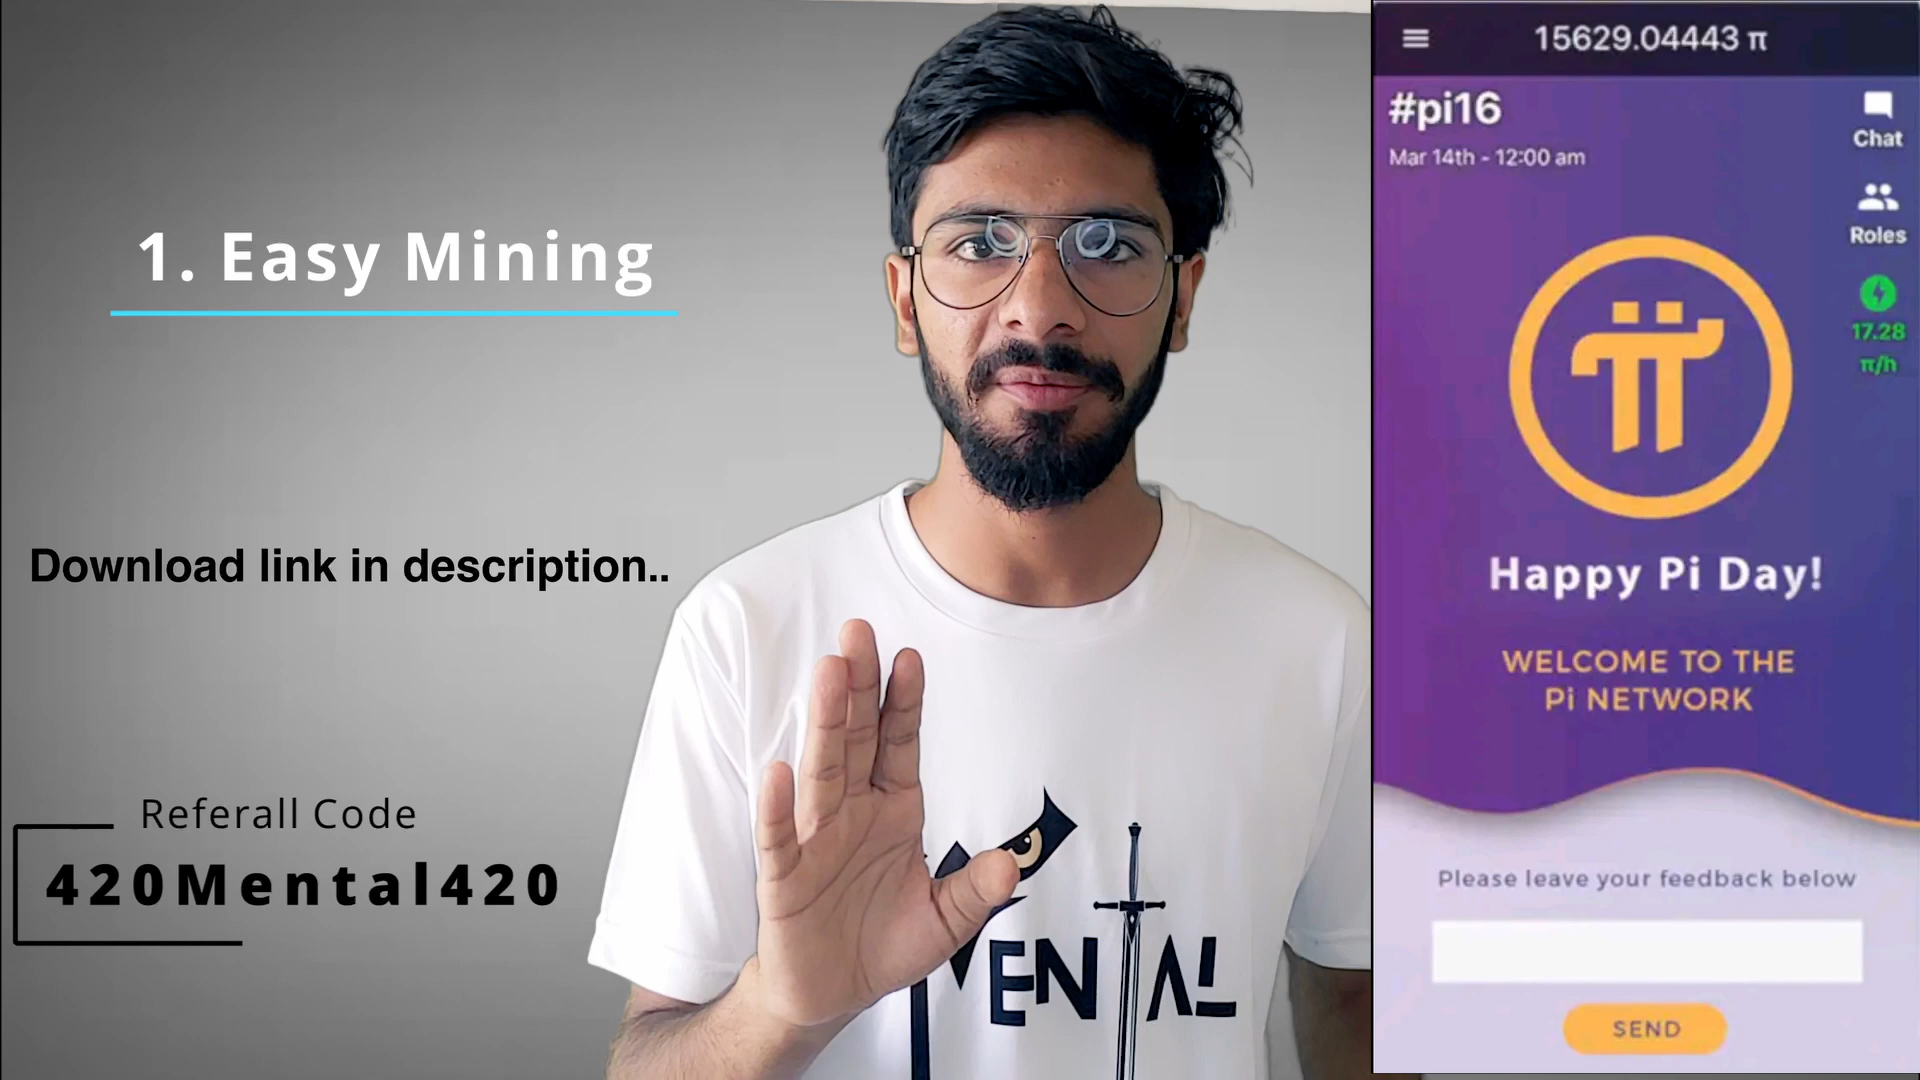 1. Easy Mining
Download link in description..
Referall Code
420Mental420
MENTAL
15629.04443 π
#pi16
Mar 14th - 12:00 am
Chat
Roles
17.28
π/h
Happy Pi Day!
WELCOME TO THE
Pi NETWORK
Please leave your feedback below
SEND